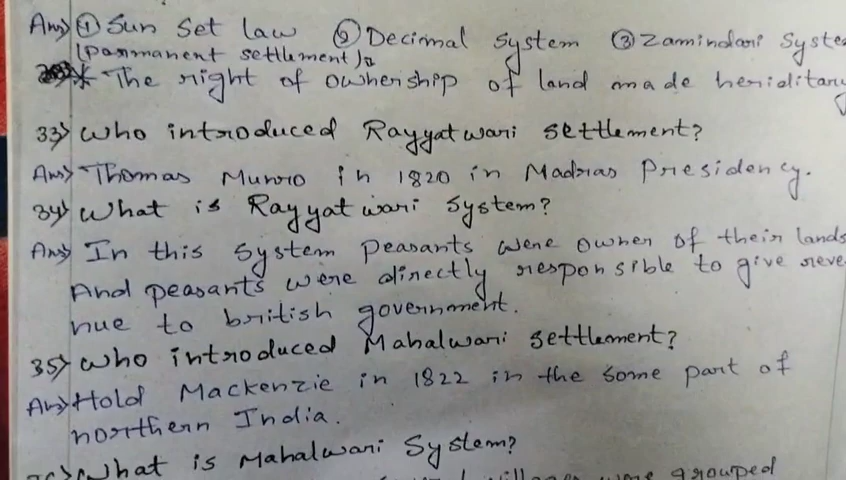 Ans> ① Sun Set law ② Decimal System ③ Zamindari Syste
(parmanent settlement)
* The right of ownership of land made heriditary
33> Who introduced Rayyatwari settlement?
Ans> Thomas Munro in 1820 in Madras Presidency.
34> What is Rayyatwari System?
Ans> In this System Peasants were owner of their lands
And peasants were directly responsible to give reve-
nue to british government.
35> Who introduced Mahalwari settlement?
Ans> Hold Mackenzie in 1822 in the some part of
northern India.
What is Mahalwari System?
grouped